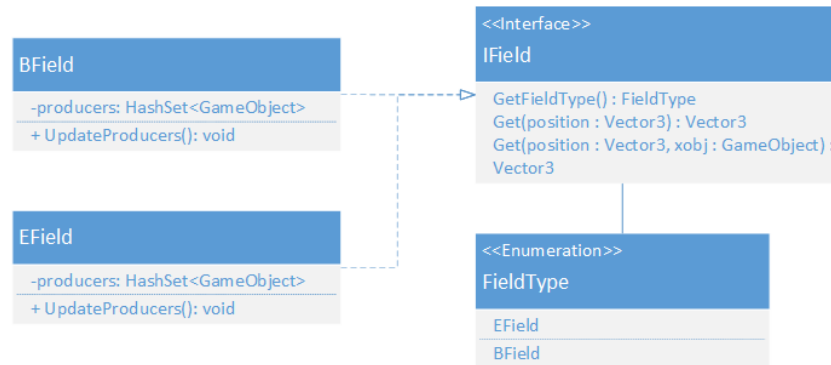 BField
-producers: HashSet<GameObject>
+ UpdateProducers(): void
EField
-producers: HashSet<GameObject>
+ UpdateProducers(): void
<<Interface>>
IField
GetFieldType() : FieldType
Get(position : Vector3) : Vector3
Get(position : Vector3, xobj : GameObject) :
Vector3
<<Enumeration>>
FieldType
EField
BField